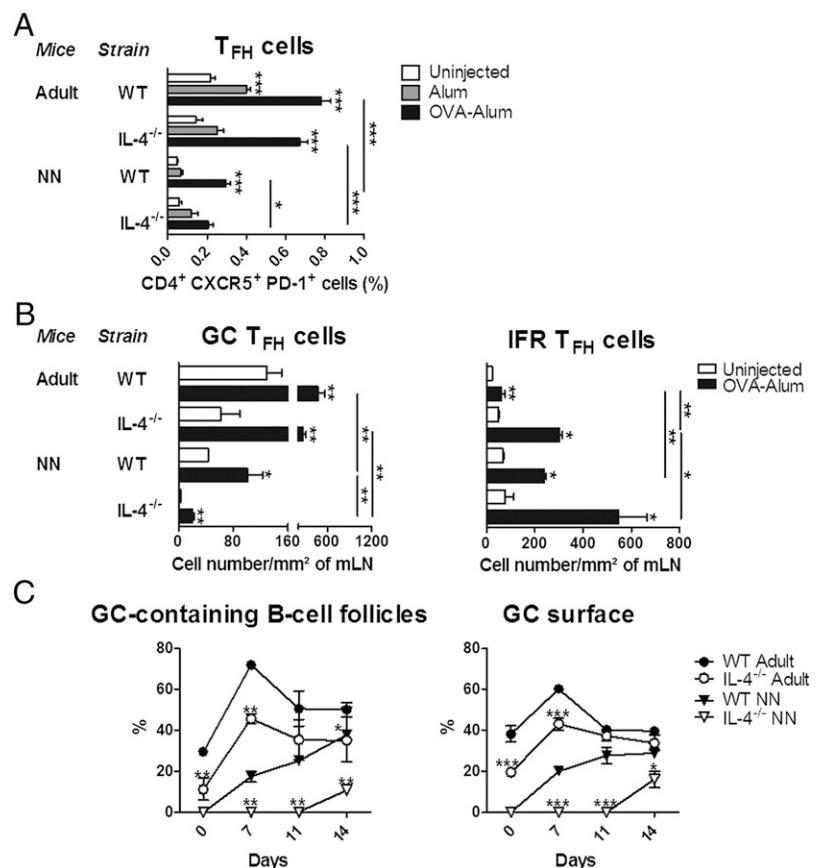 A
Mice Strain TFH cells
Uninjected
Alum
OVA-Alum
Adult WT
***
***
IL-4-/-
***
NN WT
***
IL-4-/-
***
***
*
0.0 0.2 0.4 0.6 0.8 1.0
CD4+ CXCR5+ PD-1+ cells (%)
B
Mice Strain GC TFH cells IFR TFH cells
Uninjected
OVA-Alum
Adult WT
** **
IL-4-/-
** *
NN WT
* *
IL-4-/-
** *
** ** **
** ** *
0 80 160 600 1200
Cell number/mm2 of mLN
0 200 400 600 800
Cell number/mm2 of mLN
C
GC-containing B-cell follicles
80
60
40
20
0
%
** ** * ** ** **
0 7 11 14
Days
GC surface
80
60
40
20
0
%
*** *** * *** ***
0 7 11 14
Days
WT Adult
IL-4-/- Adult
WT NN
IL-4-/- NN